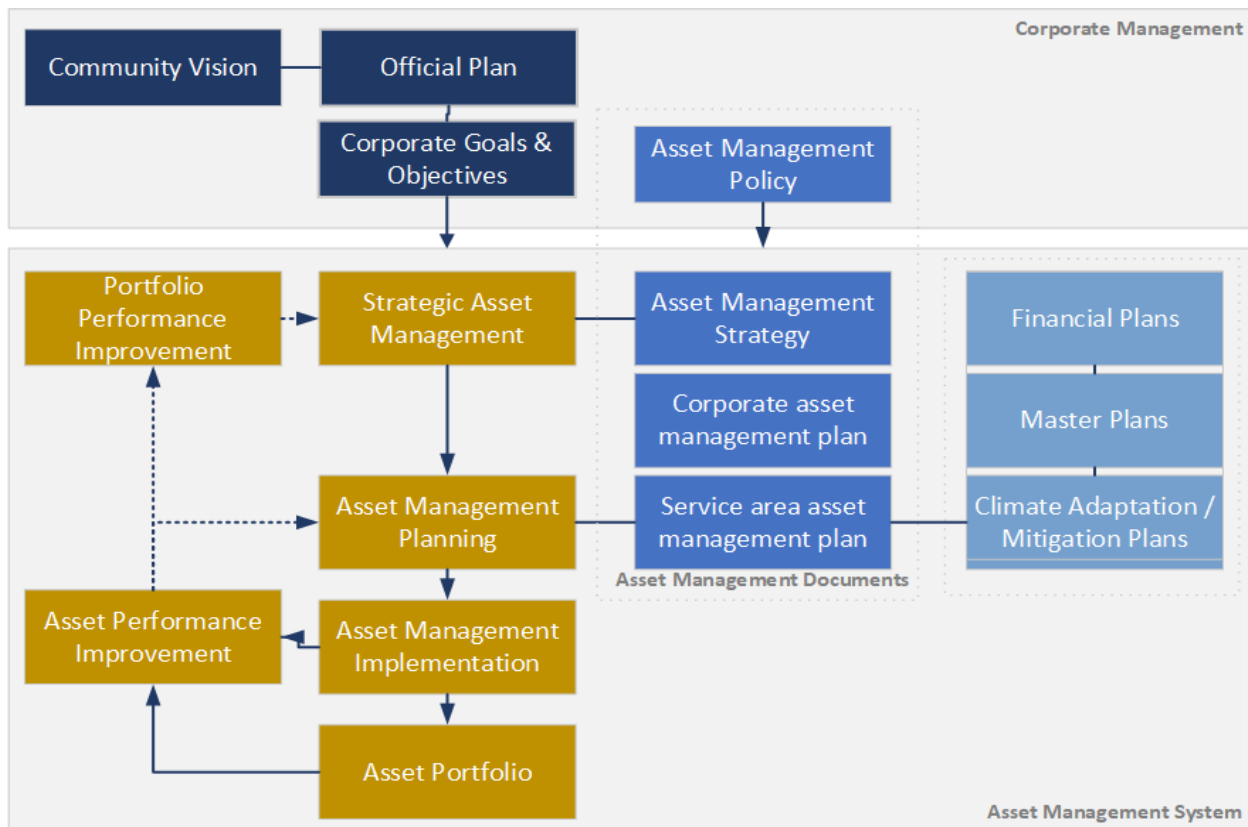 Corporate Management
Community Vision
Official Plan
Corporate Goals &
Objectives
Asset Management
Policy
Portfolio
Performance
Improvement
Strategic Asset
Management
Asset Management
Strategy
Financial Plans
Corporate asset
management plan
Master Plans
Asset Management
Planning
Service area asset
management plan
Climate Adaptation /
Mitigation Plans
Asset Management Documents
Asset Performance
Improvement
Asset Management
Implementation
Asset Portfolio
Asset Management System